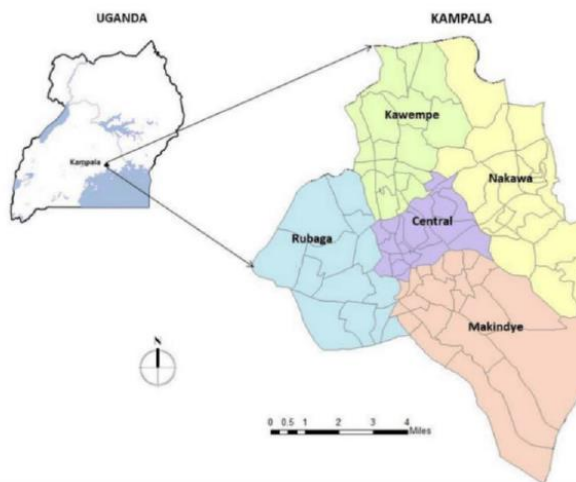 UGANDA
KAMPALA
Kampala
Kawempe
Nakawa
Central
Rubaga
Makindye
N
0 0.5 1 2 3 4
Miles